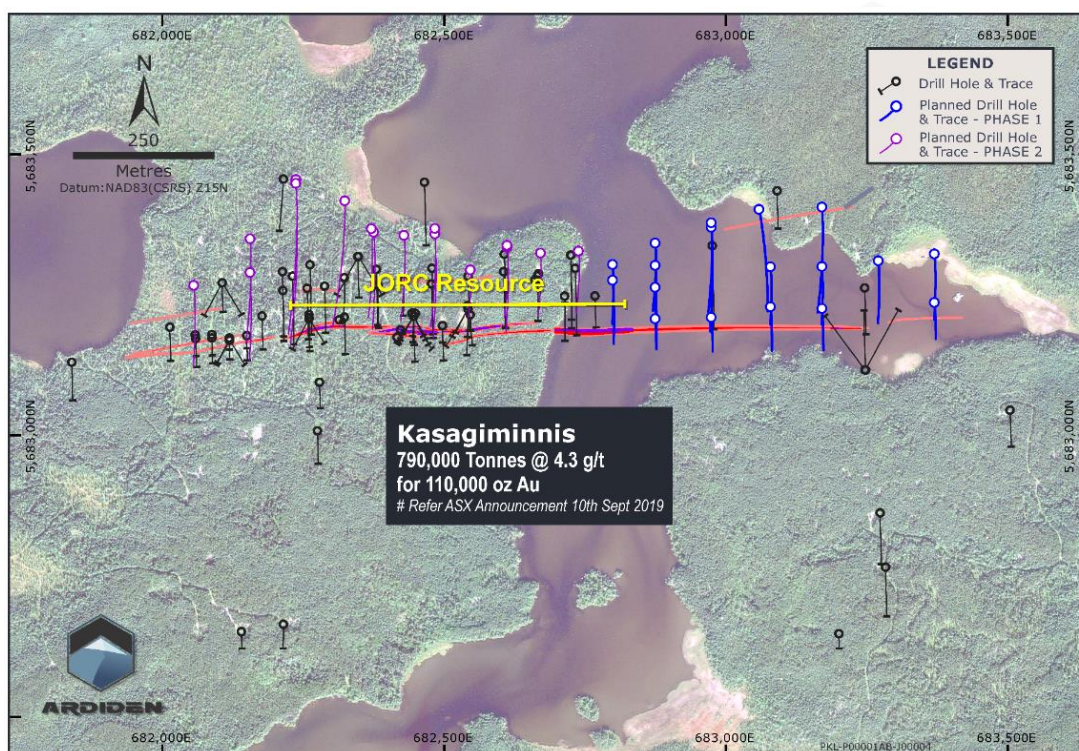 682,000E
682,500E
683,000E
683,500E
N
250
Metres
Datum:NAD83(CSRS) Z15N
LEGEND
Drill Hole & Trace
Planned Drill Hole
& Trace - PHASE 1
Planned Drill Hole
& Trace - PHASE 2
5,683,500N
5,683,500N
JORC Resource
5,683,000N
5,683,000N
Kasagiminnis
790,000 Tonnes @ 4.3 g/t
for 110,000 oz Au
# Refer ASX Announcement 10th Sept 2019
ARDIDEN
682,000E
682,500E
683,000E
683,500E
PKL-P00001AB-J00004